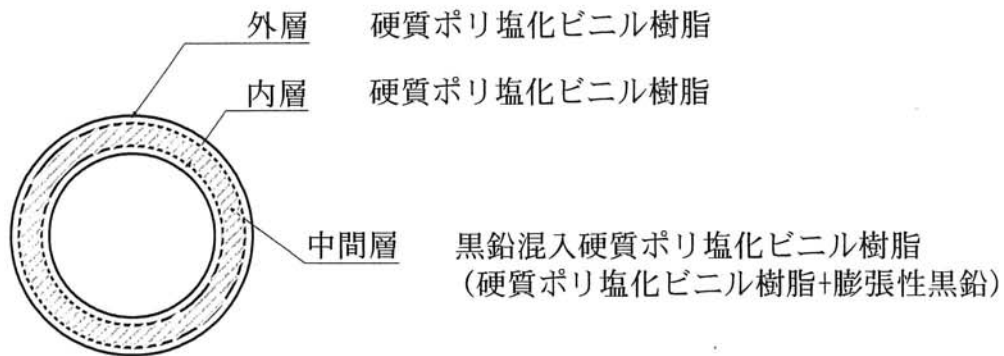 外層 硬質ポリ塩化ビニル樹脂
内層 硬質ポリ塩化ビニル樹脂
中間層 黒鉛混入硬質ポリ塩化ビニル樹脂
(硬質ポリ塩化ビニル樹脂+膨張性黒鉛)